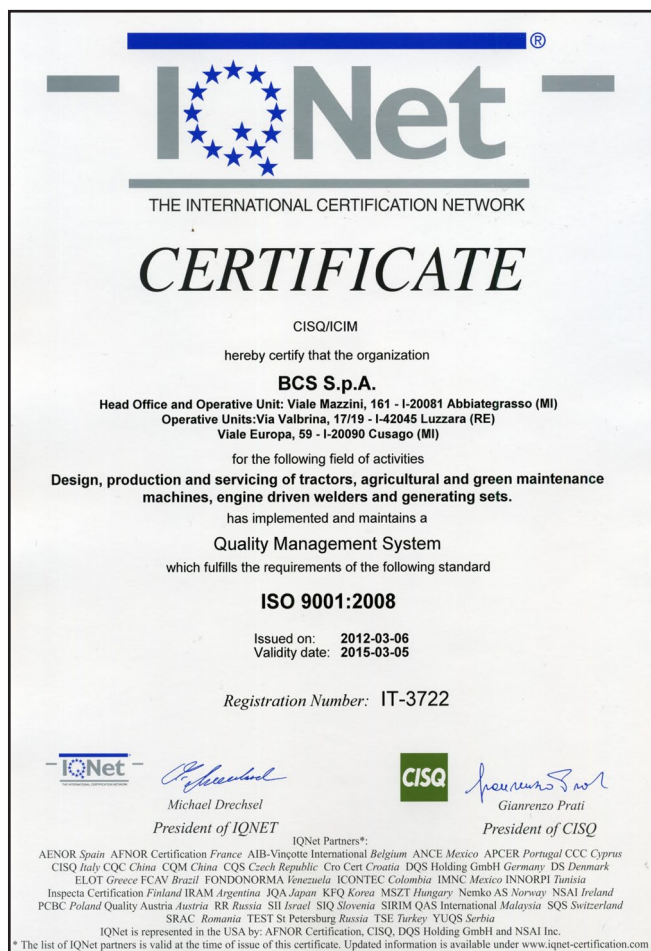 IQNet ®
THE INTERNATIONAL CERTIFICATION NETWORK
CERTIFICATE
CISQ/ICIM
hereby certify that the organization
BCS S.p.A.
Head Office and Operative Unit: Viale Mazzini, 161 - I-20081 Abbiategrasso (MI)
Operative Units:Via Valbrina, 17/19 - I-42045 Luzzara (RE)
Viale Europa, 59 - I-20090 Cusago (MI)
for the following field of activities
Design, production and servicing of tractors, agricultural and green maintenance
machines, engine driven welders and generating sets.
has implemented and maintains a
Quality Management System
which fulfills the requirements of the following standard
ISO 9001:2008
Issued on: 2012-03-06
Validity date: 2015-03-05
Registration Number: IT-3722
IQNet
THE INTERNATIONAL CERTIFICATION NETWORK
CISQ
Michael Drechsel
Gianrenzo Prati
President of IQNET
President of CISQ
IQNet Partners*:
AENOR Spain AFNOR Certification France AIB-Vinçotte International Belgium ANCE Mexico APCER Portugal CCC Cyprus
CISQ Italy CQC China CQM China CQS Czech Republic Cro Cert Croatia DQS Holding GmbH Germany DS Denmark
ELOT Greece FCAV Brazil FONDONORMA Venezuela ICONTEC Colombia IMNC Mexico INNORPI Tunisia
Inspecta Certification Finland IRAM Argentina JQA Japan KFQ Korea MSZT Hungary Nemko AS Norway NSAI Ireland
PCBC Poland Quality Austria Austria RR Russia SII Israel SIQ Slovenia SIRIM QAS International Malaysia SQS Switzerland
SRAC Romania TEST St Petersburg Russia TSE Turkey YUQS Serbia
IQNet is represented in the USA by: AFNOR Certification, CISQ, DQS Holding GmbH and NSAI Inc.
* The list of IQNet partners is valid at the time of issue of this certificate. Updated information is available under www.iqnet-certification.com